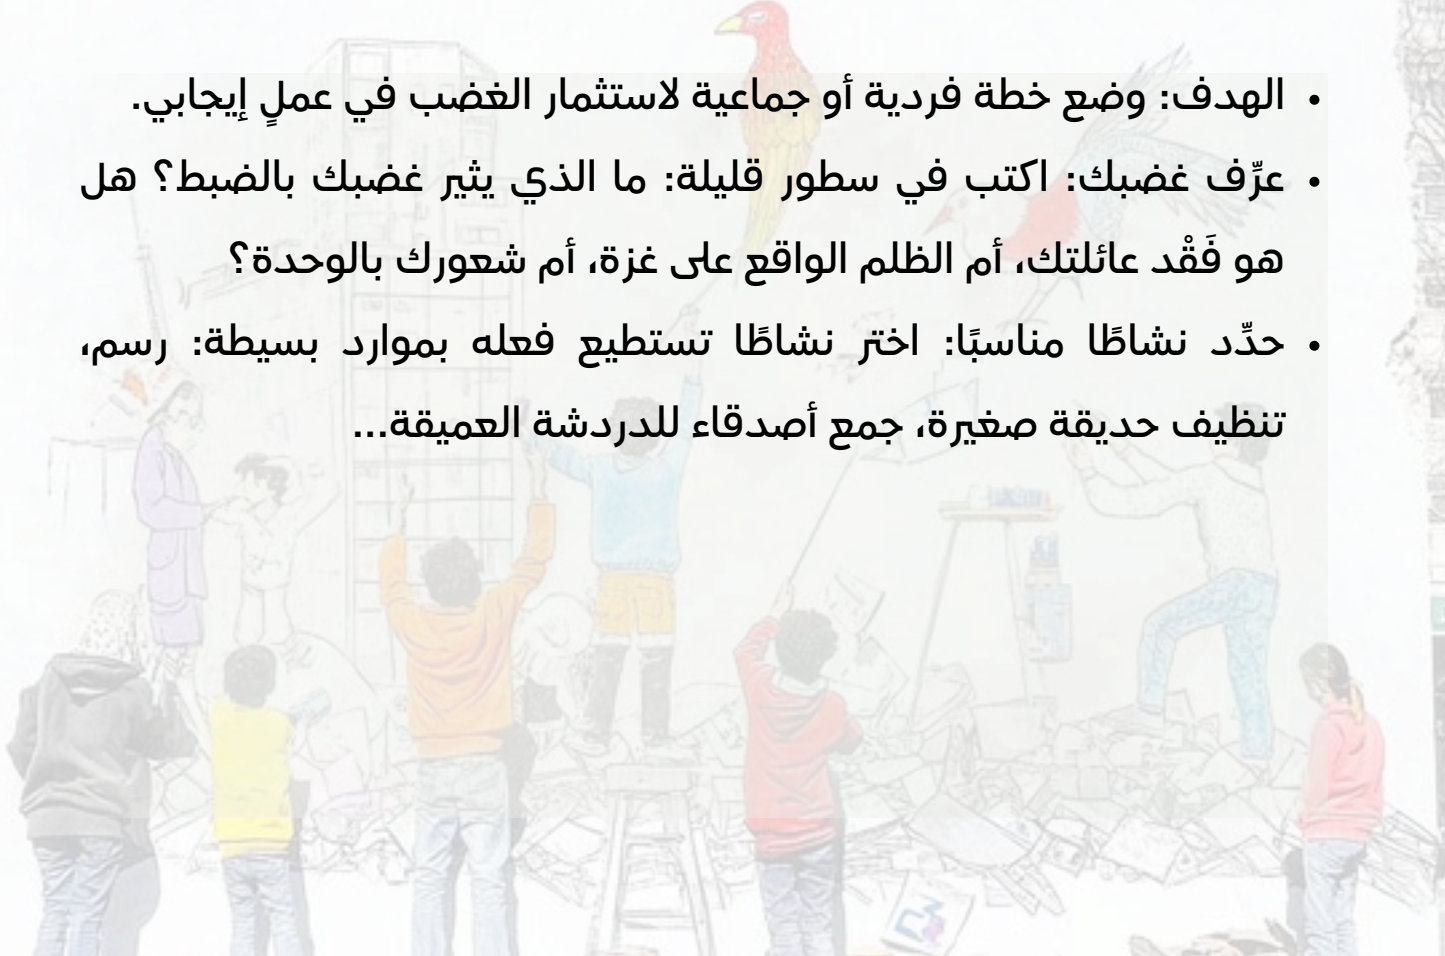 • الهدف: وضع خطة فردية أو جماعية لاستثمار الغضب في عملٍ إيجابي.
• عرِّف غضبك: اكتب في سطور قليلة: ما الذي يثير غضبك بالضبط؟ هل
هو فَقْد عائلتك، أم الظلم الواقع على غزة، أم شعورك بالوحدة؟
• حدِّد نشاطًا مناسبًا: اختر نشاطًا تستطيع فعله بموارد بسيطة: رسم،
تنظيف حديقة صغيرة، جمع أصدقاء للدردشة العميقة...